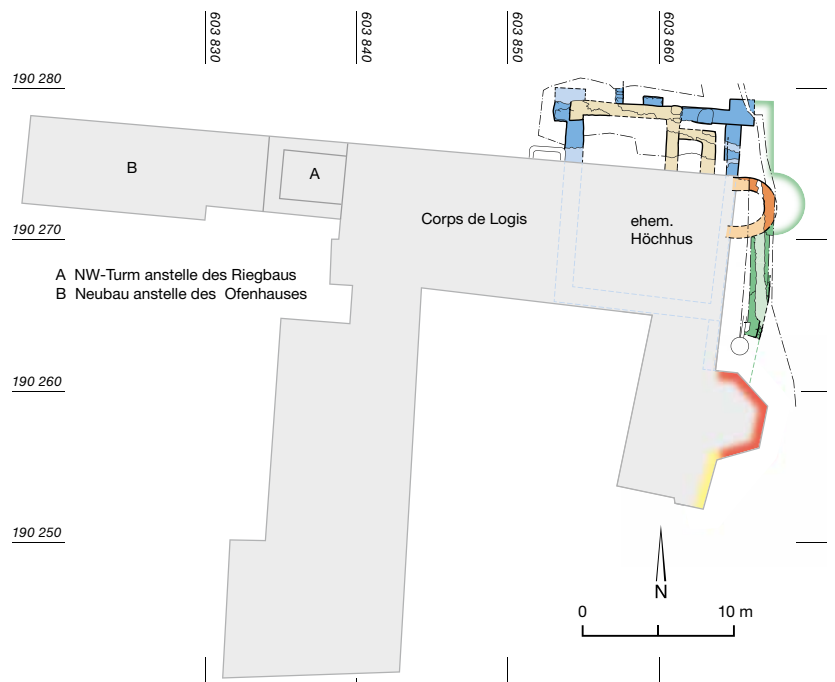 603 830
603 840
603 850
603 860
190 280
B
A
Corps de Logis
ehem.
Höchhus
190 270
A NW-Turm anstelle des Riegbaus
B Neubau anstelle des Ofenhauses
190 260
190 250
N
0 10 m